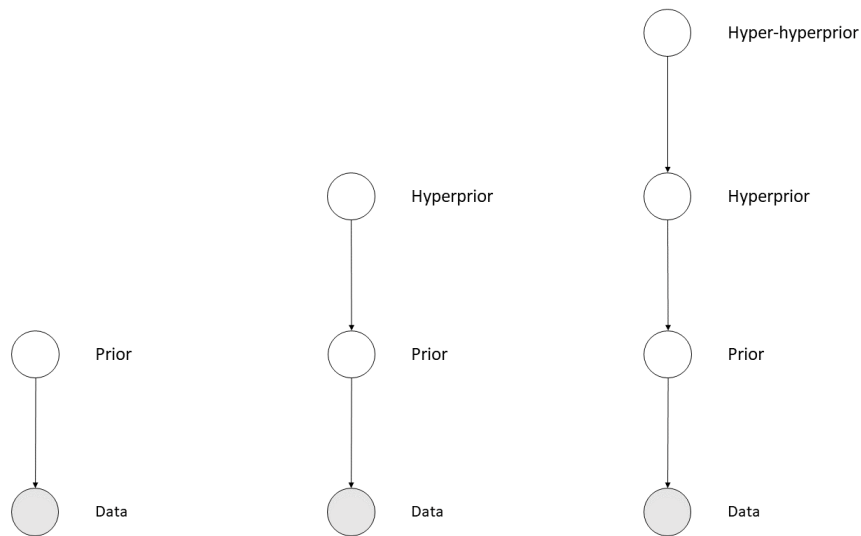 Hyper-hyperprior
Hyperprior
Hyperprior
Prior
Prior
Prior
Data
Data
Data